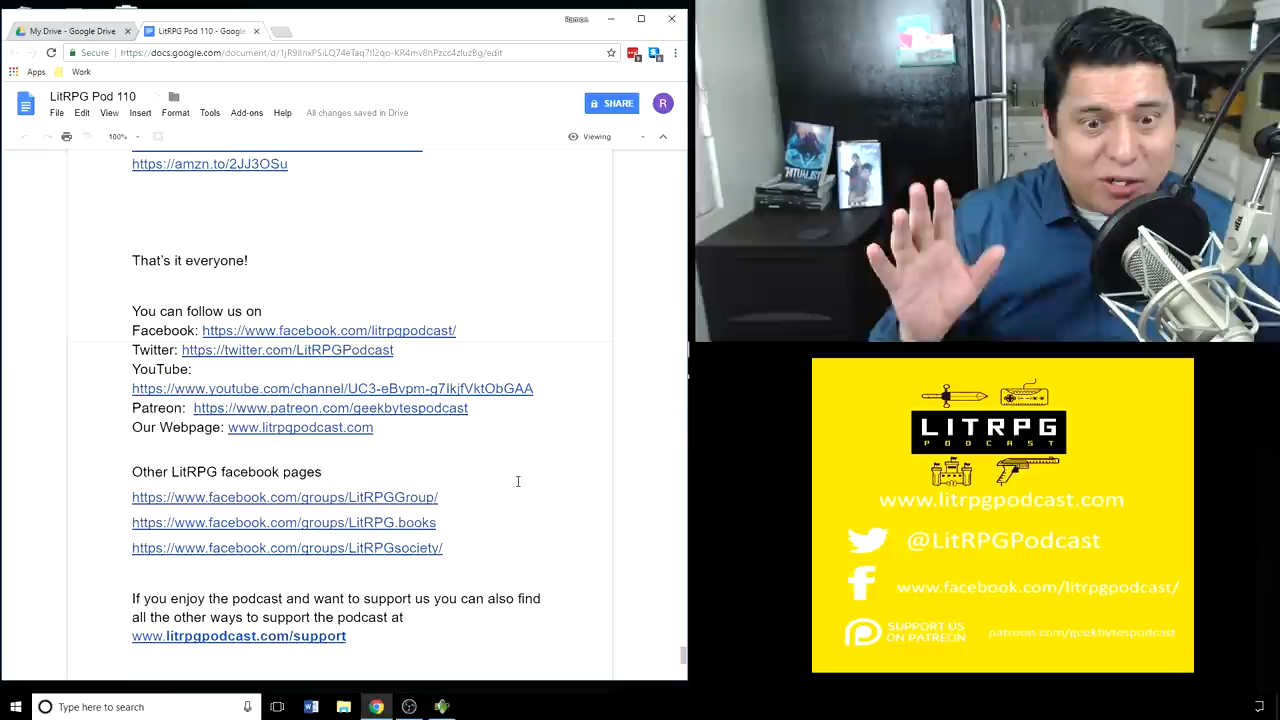 Ramon
My Drive - Google Drive
LitRPG Pod 110 - Google
Secure
https://docs.google.com/document/d/1jR9IInxPSiLQ74eTaq7Il2qo-KR4mv8hPzcc4zluzBg/edit
Apps
Work
LitRPG Pod 110
SHARE
R
File Edit View Insert Format Tools Add-ons Help All changes saved in Drive
100%
Viewing
https://amzn.to/2JJ3OSu
That's it everyone!
You can follow us on
Facebook: https://www.facebook.com/litrpgpodcast/
Twitter: https://twitter.com/LitRPGPodcast
YouTube:
https://www.youtube.com/channel/UC3-eBvpm-g7IkjfVktObGAA
Patreon: https://www.patreon.com/geekbytespodcast
Our Webpage: www.litrpgpodcast.com
Other LitRPG facebook pages
https://www.facebook.com/groups/LitRPGGroup/
https://www.facebook.com/groups/LitRPG.books
https://www.facebook.com/groups/LitRPGsociety/
If you enjoy the podcast and want to support us you can also find
all the other ways to support the podcast at
www.litrpgpodcast.com/support
Type here to search
LITRPG
PODCAST
www.litrpgpodcast.com
@LitRPGPodcast
www.facebook.com/litrpgpodcast/
SUPPORT US
ON PATREON
patreon.com/geekbytespodcast